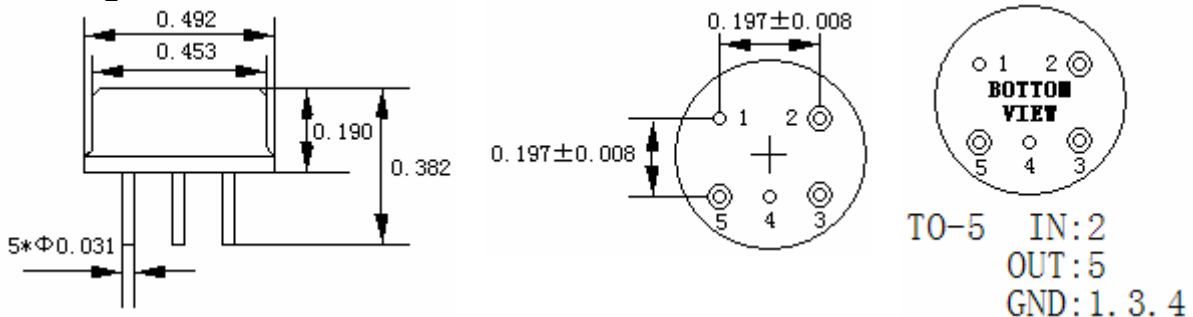 0.492
0.453
0.190
0.382
5*Φ0.031
0.197±0.008
1 2
0.197±0.008
5 4 3
1 2
BOTTOM
VIEW
5 4 3
TO-5 IN:2
OUT:5
GND:1.3.4